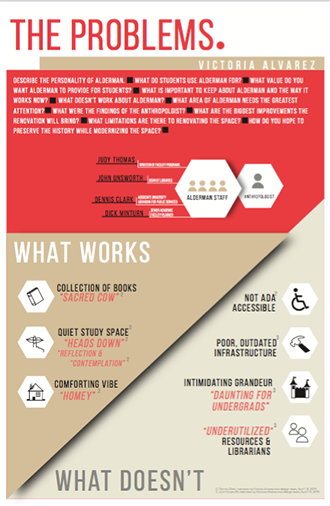 THE PROBLEMS.
VICTORIA ALVAREZ
DESCRIBE THE PERSONALITY OF ALDERMAN. ■ WHAT DO STUDENTS USE ALDERMAN FOR? ■ WHAT VALUE DO YOU
WANT ALDERMAN TO PROVIDE FOR STUDENTS? ■ WHAT IS IMPORTANT TO KEEP ABOUT ALDERMAN AND THE WAY IT
WORKS NOW? ■ WHAT DOESN'T WORK ABOUT ALDERMAN? ■ WHAT AREA OF ALDERMAN NEEDS THE GREATEST
ATTENTION? ■ WHAT WERE THE FINDINGS OF THE ANTHROPOLOGIST? ■ WHAT ARE THE BIGGEST IMPROVEMENTS THE
RENOVATION WILL BRING? ■ WHAT LIMITATIONS ARE THERE TO RENOVATING THE SPACE? ■ HOW DO YOU HOPE TO
PRESERVE THE HISTORY WHILE MODERNIZING THE SPACE? ■
JUDY THOMAS
JOHN UNSWORTH
DENNIS CLARK
DICK MINTURN
ALDERMAN STAFF
ANTHROPOLOGIST
WHAT WORKS
COLLECTION OF BOOKS
"SACRED COW" 2
QUIET STUDY SPACE
"HEADS DOWN" 2
"REFLECTION &
CONTEMPLATION" 2
COMFORTING VIBE
"HOMEY" 2
NOT ADA
ACCESSIBLE
POOR, OUTDATED
INFRASTRUCTURE
INTIMIDATING GRANDEUR
"DAUNTING FOR
UNDERGRADS"
"UNDERUTILIZED"
RESOURCES &
LIBRARIANS
WHAT DOESN'T